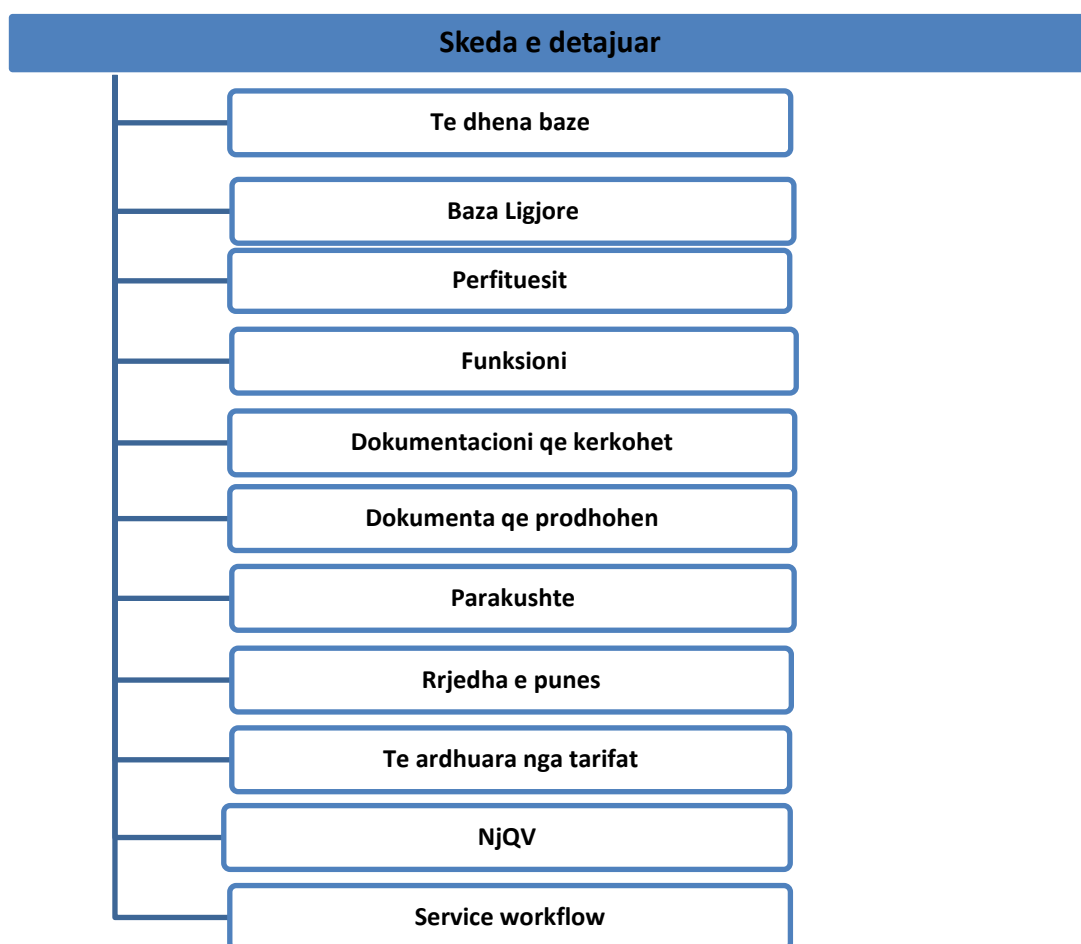 Skeda e detajuar
Te dhena baze
Baza Ligjore
Perfituesit
Funksioni
Dokumentacioni qe kerkohet
Dokumenta qe prodhohen
Parakushte
Rrjedha e punes
Te ardhuara nga tarifat
NjQV
Service workflow